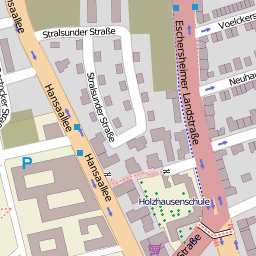 Stralsunder Straße
Voelckers
Eschersheimer Landstraße
Neuhau
Hansaallee
Stralsunder Straße
P
Hansaallee
Holzhausenschule
Straße